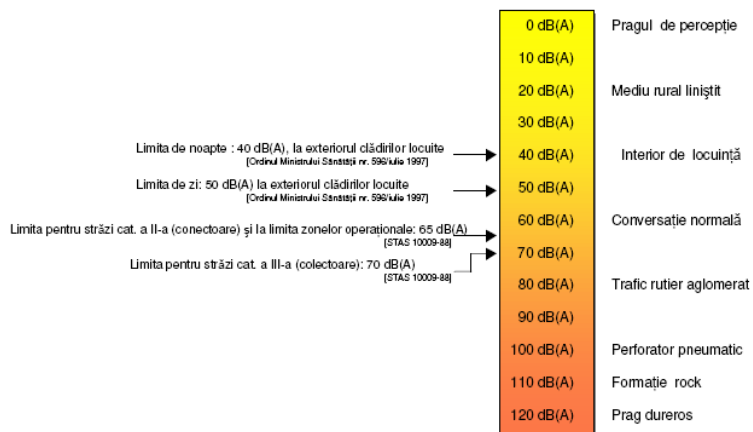 0 dB(A) Pragul de percepție
10 dB(A)
20 dB(A) Mediu rural liniştit
30 dB(A)
Limita de noapte : 40 dB(A), la exteriorul clădirilor locuite
[Ordinul Ministrului Sănătății nr. 596/iulie 1997]
40 dB(A) Interior de locuință
Limita de zi: 50 dB(A) la exteriorul clădirilor locuite
[Ordinul Ministrului Sănătății nr. 596/iulie 1997]
50 dB(A)
60 dB(A) Conversație normală
Limita pentru străzi cat. a II-a (conectoare) şi la limita zonelor operaționale: 65 dB(A)
[STAS 10009-88]
70 dB(A)
Limita pentru străzi cat. a III-a (colectoare): 70 dB(A)
[STAS 10009-88]
80 dB(A) Trafic rutier aglomerat
90 dB(A)
100 dB(A) Perforator pneumatic
110 dB(A) Formație rock
120 dB(A) Prag dureros